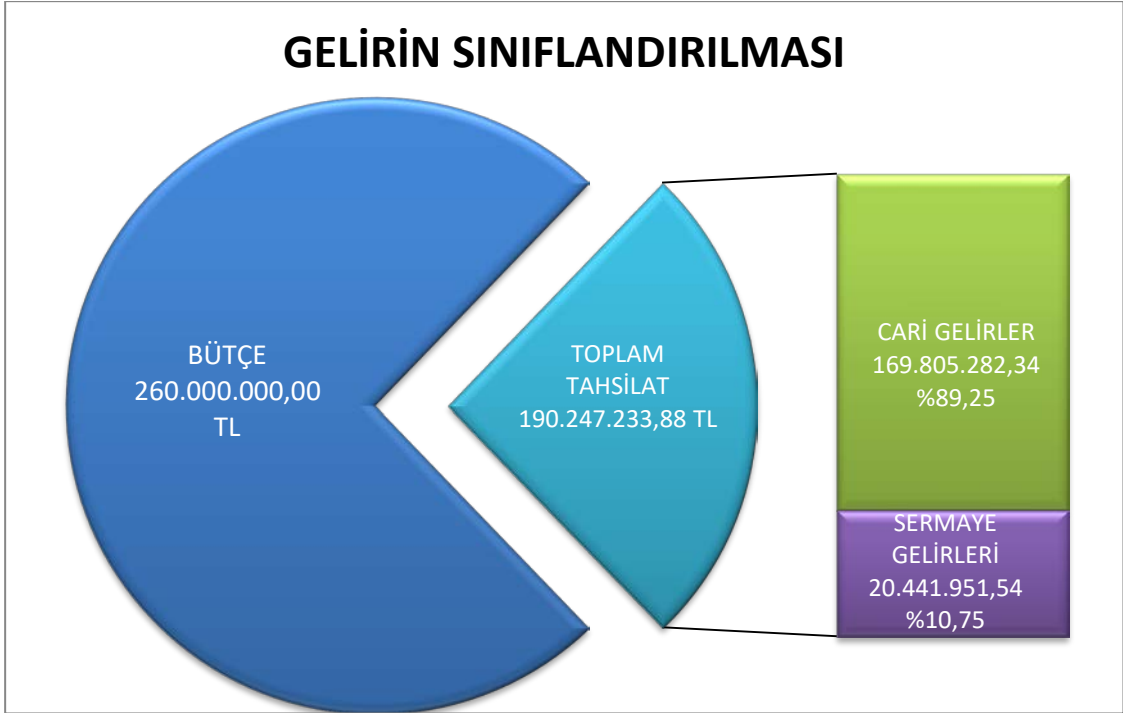 GELİRİN SINIFLANDIRILMASI
BÜTÇE
260.000.000,00
TL
TOPLAM
TAHSİLAT
190.247.233,88 TL
CARİ GELİRLER
169.805.282,34
%89,25
SERMAYE
GELİRLERİ
20.441.951,54
%10,75